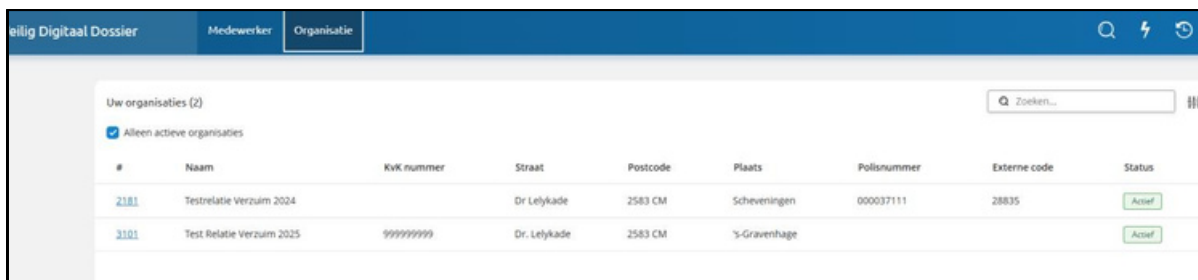 eilig Digitaal Dossier Medewerker Organisatie
Uw organisaties (2) Zoeken...
Alleen actieve organisaties
# Naam KvK nummer Straat Postcode Plaats Polisnummer Externe code Status
2181 Testrelatie Verzuim 2024 Dr Lelykade 2583 CM Scheveningen 000037111 28835 Actief
3101 Test Relatie Verzuim 2025 999999999 Dr. Lelykade 2583 CM 's-Gravenhage Actief